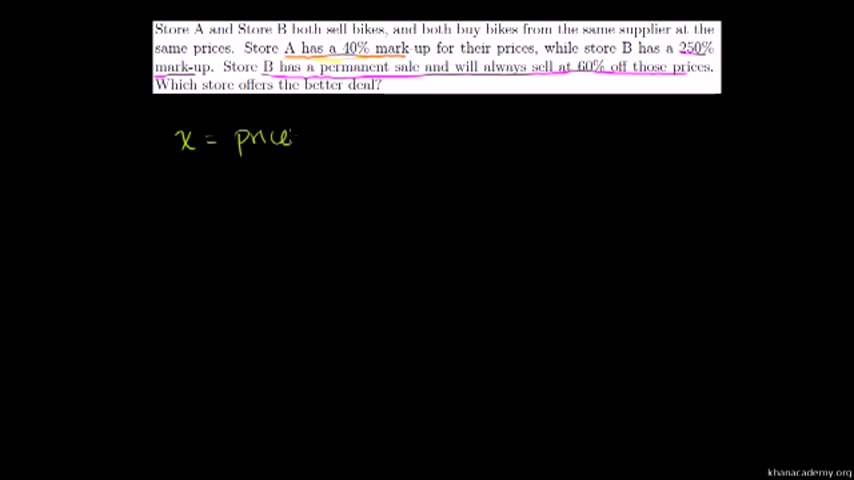 Store A and Store B both sell bikes, and both buy bikes from the same supplier at the
same prices. Store A has a 40% mark-up for their prices, while store B has a 250%
mark-up. Store B has a permanent sale and will always sell at 60% off those prices.
Which store offers the better deal?
x = price
khanacademy.org